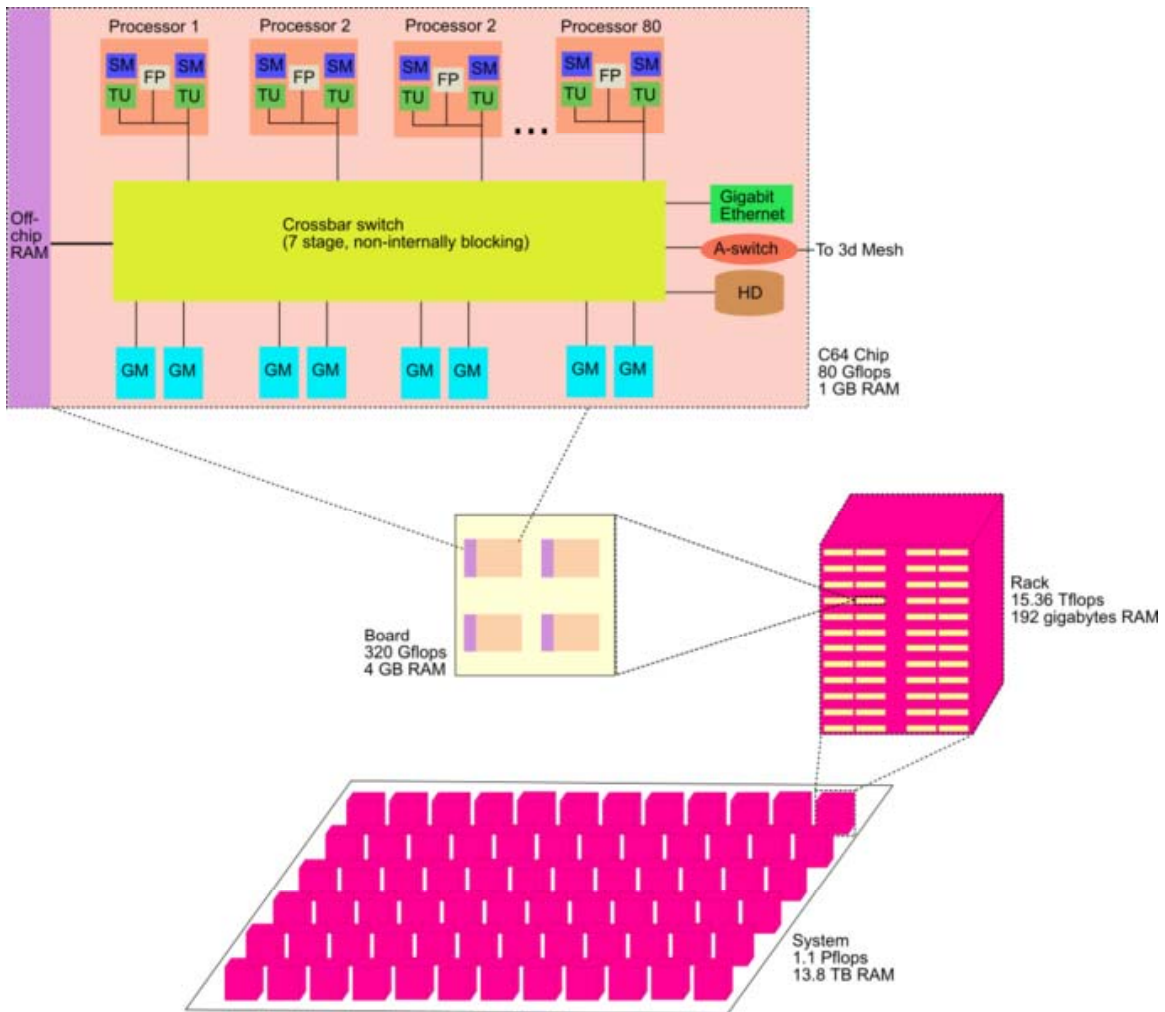 Processor 1
Processor 2
Processor 2
Processor 80
SM
SM
SM
SM
SM
SM
SM
SM
FP
FP
FP
FP
TU
TU
TU
TU
TU
TU
TU
TU
...
Off-
chip
RAM
Crossbar switch
(7 stage, non-internally blocking)
Gigabit
Ethernet
A-switch
To 3d Mesh
HD
GM
GM
GM
GM
GM
GM
GM
GM
C64 Chip
80 Gflops
1 GB RAM
Board
320 Gflops
4 GB RAM
Rack
15.36 Tflops
192 gigabytes RAM
System
1.1 Pflops
13.8 TB RAM